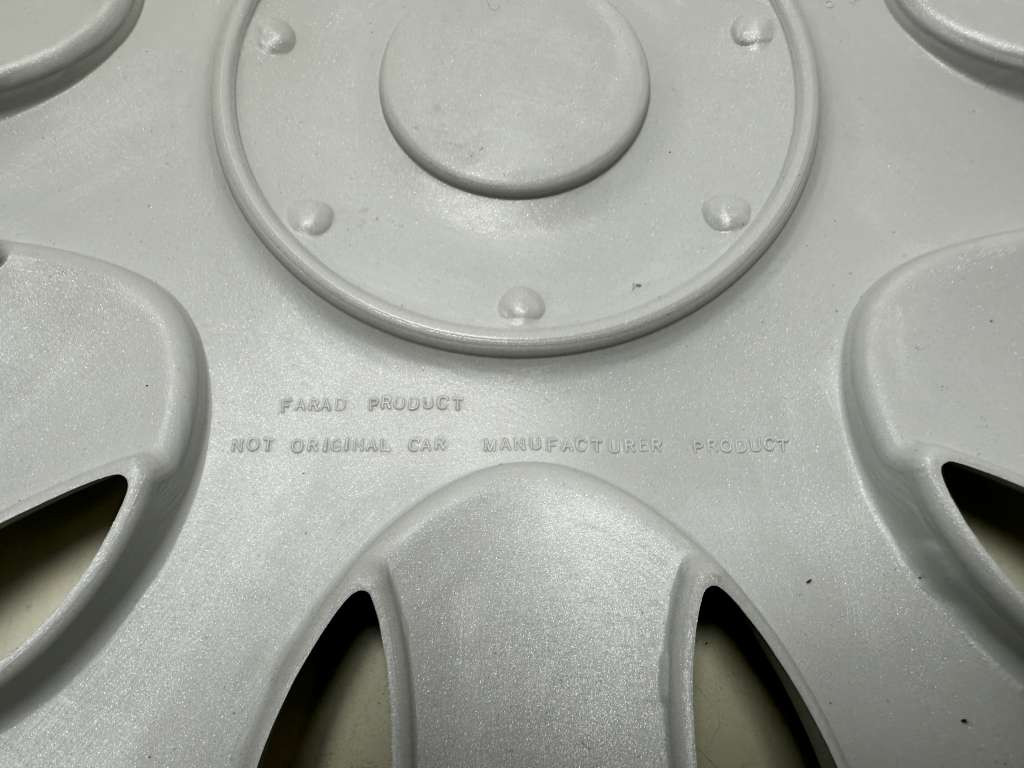 FARAD PRODUCT
NOT ORIGINAL CAR MANUFACTURER PRODUCT